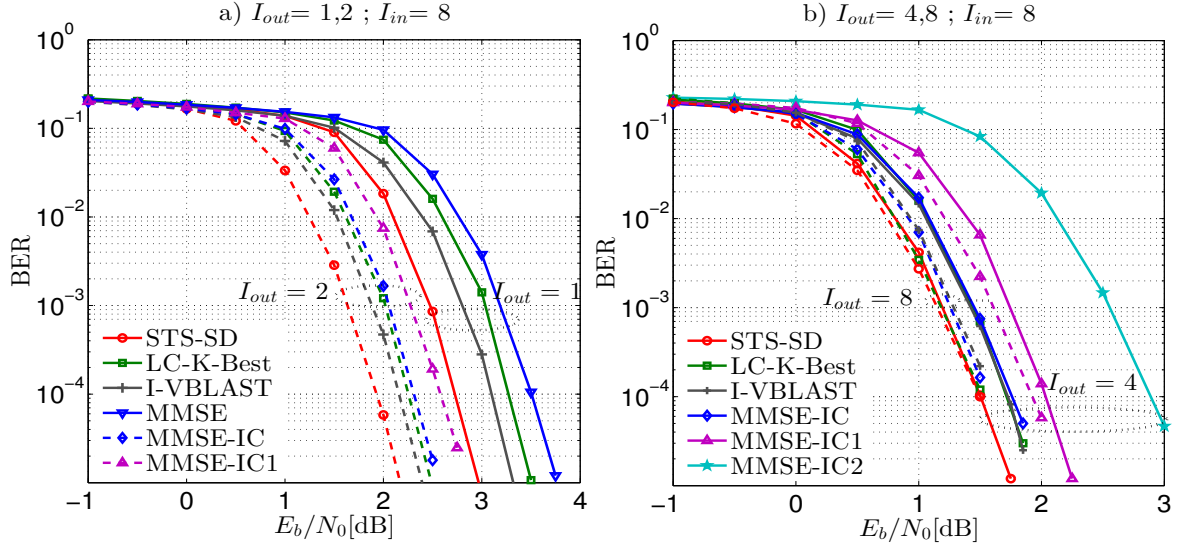 a) I_out= 1,2 ; I_in= 8
10^0
10^−1
10^−2
10^−3
10^−4
BER
I_out = 2
I_out = 1
STS-SD
LC-K-Best
I-VBLAST
MMSE
MMSE-IC
MMSE-IC1
−1 0 1 2 3 4
E_b/N_0[dB]
b) I_out= 4,8 ; I_in= 8
10^0
10^−1
10^−2
10^−3
10^−4
BER
I_out = 8
I_out = 4
STS-SD
LC-K-Best
I-VBLAST
MMSE-IC
MMSE-IC1
MMSE-IC2
−1 0 1 2 3
E_b/N_0[dB]